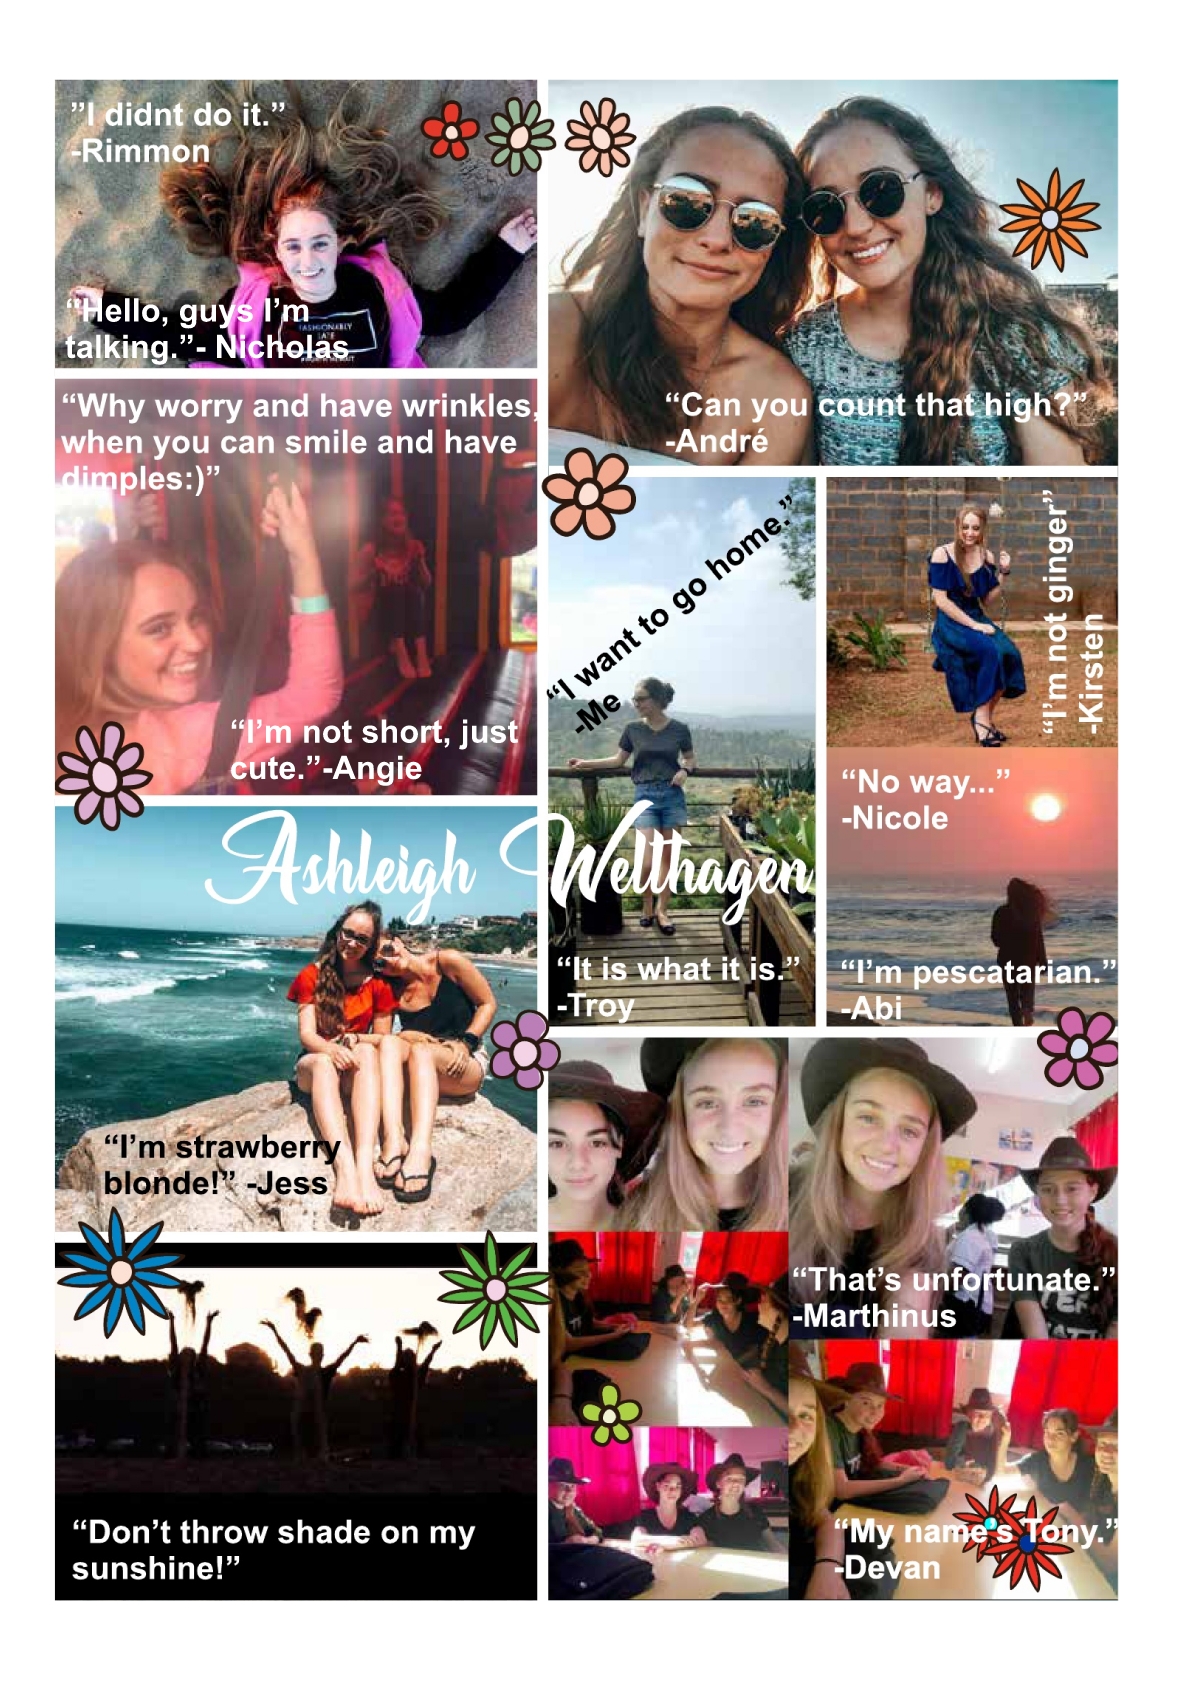 ”I didnt do it.”
-Rimmon
“Hello, guys I’m
talking.”- Nicholas
FASHIONABLY
LATE
“Can you count that high?”
-André
“Why worry and have wrinkles,
when you can smile and have
dimples:)”
“I’m not short, just
cute.”-Angie
“I want to go home.”
-Me
“I’m not ginger”
-Kirsten
“No way...”
-Nicole
Ashleigh Welthagen
“It is what it is.”
-Troy
“I’m pescatarian.”
-Abi
“I’m strawberry
blonde!” -Jess
“That’s unfortunate.”
-Marthinus
“Don’t throw shade on my
sunshine!”
“My name’s Tony.”
-Devan